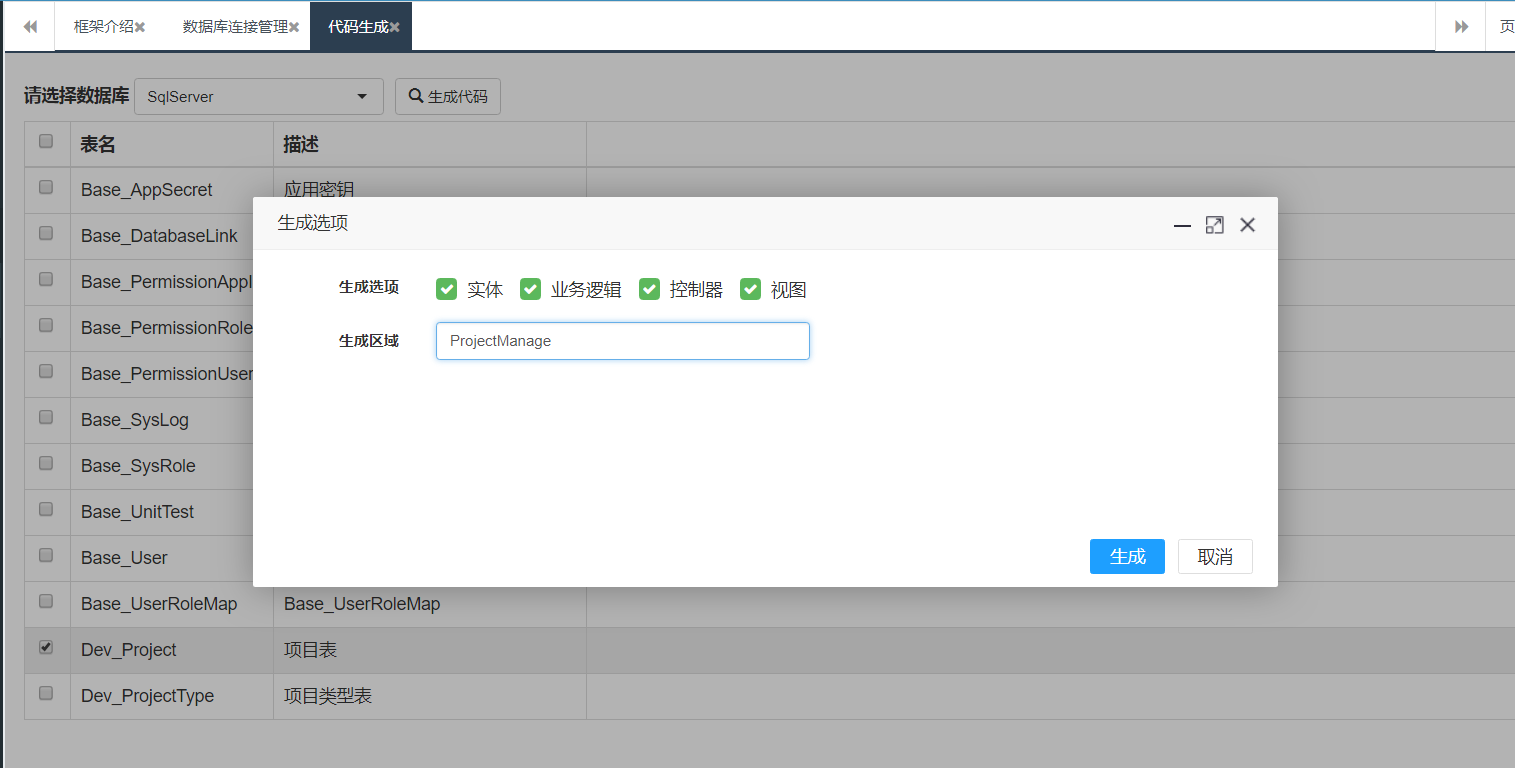 框架介绍 数据库连接管理 代码生成 页
请选择数据库 SqlServer 生成代码
表名 描述
Base_AppSecret 应用密钥
Base_DatabaseLink
Base_PermissionAppl
Base_PermissionRole
Base_PermissionUser
Base_SysLog
Base_SysRole
Base_UnitTest
Base_User
Base_UserRoleMap Base_UserRoleMap
Dev_Project 项目表
Dev_ProjectType 项目类型表
生成选项
生成选项 实体 业务逻辑 控制器 视图
生成区域 ProjectManage
生成 取消